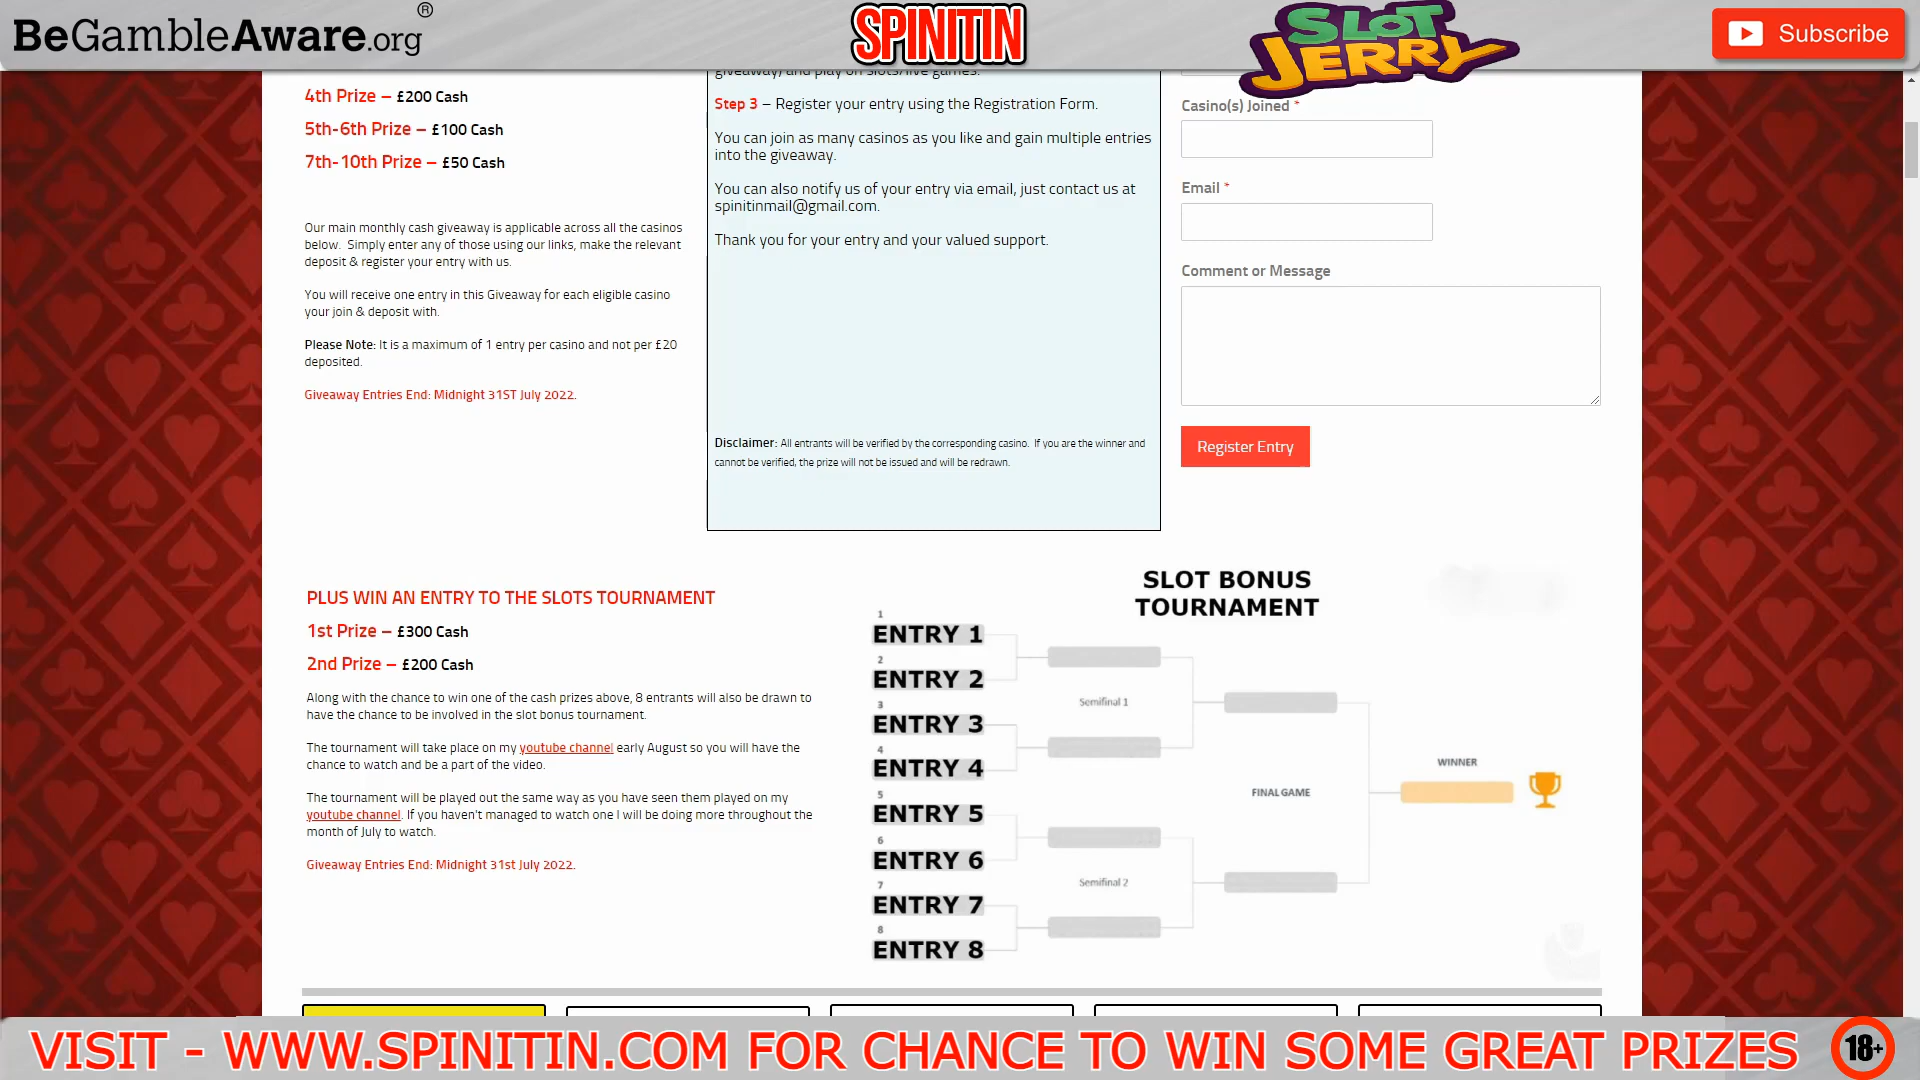 BeGambleAware.org ®
SPINITIN
SLOT
JERRY
Subscribe
4th Prize – £200 Cash
5th-6th Prize – £100 Cash
7th-10th Prize – £50 Cash
Our main monthly cash giveaway is applicable across all the casinos
below. Simply enter any of those using our links, make the relevant
deposit & register your entry with us.
You will receive one entry in this Giveaway for each eligible casino
your join & deposit with.
Please Note: It is a maximum of 1 entry per casino and not per £20
deposited.
Giveaway Entries End: Midnight 31ST July 2022.
giveaway) and play on slots/live games.
Step 3 – Register your entry using the Registration Form.
You can join as many casinos as you like and gain multiple entries
into the giveaway.
You can also notify us of your entry via email, just contact us at
spinitinmail@gmail.com.
Thank you for your entry and your valued support.
Disclaimer: All entrants will be verified by the corresponding casino. If you are the winner and
cannot be verified, the prize will not be issued and will be redrawn.
Casino(s) Joined *
Email *
Comment or Message
Register Entry
PLUS WIN AN ENTRY TO THE SLOTS TOURNAMENT
1st Prize – £300 Cash
2nd Prize – £200 Cash
Along with the chance to win one of the cash prizes above, 8 entrants will also be drawn to
have the chance to be involved in the slot bonus tournament.
The tournament will take place on my youtube channel early August so you will have the
chance to watch and be a part of the video.
The tournament will be played out the same way as you have seen them played on my
youtube channel. If you haven't managed to watch one I will be doing more throughout the
month of July to watch.
Giveaway Entries End: Midnight 31st July 2022.
SLOT BONUS
TOURNAMENT
1
ENTRY 1
2
ENTRY 2
3
ENTRY 3
4
ENTRY 4
5
ENTRY 5
6
ENTRY 6
7
ENTRY 7
8
ENTRY 8
Semifinal 1
Semifinal 2
FINAL GAME
WINNER
VISIT - WWW.SPINITIN.COM FOR CHANCE TO WIN SOME GREAT PRIZES
18+